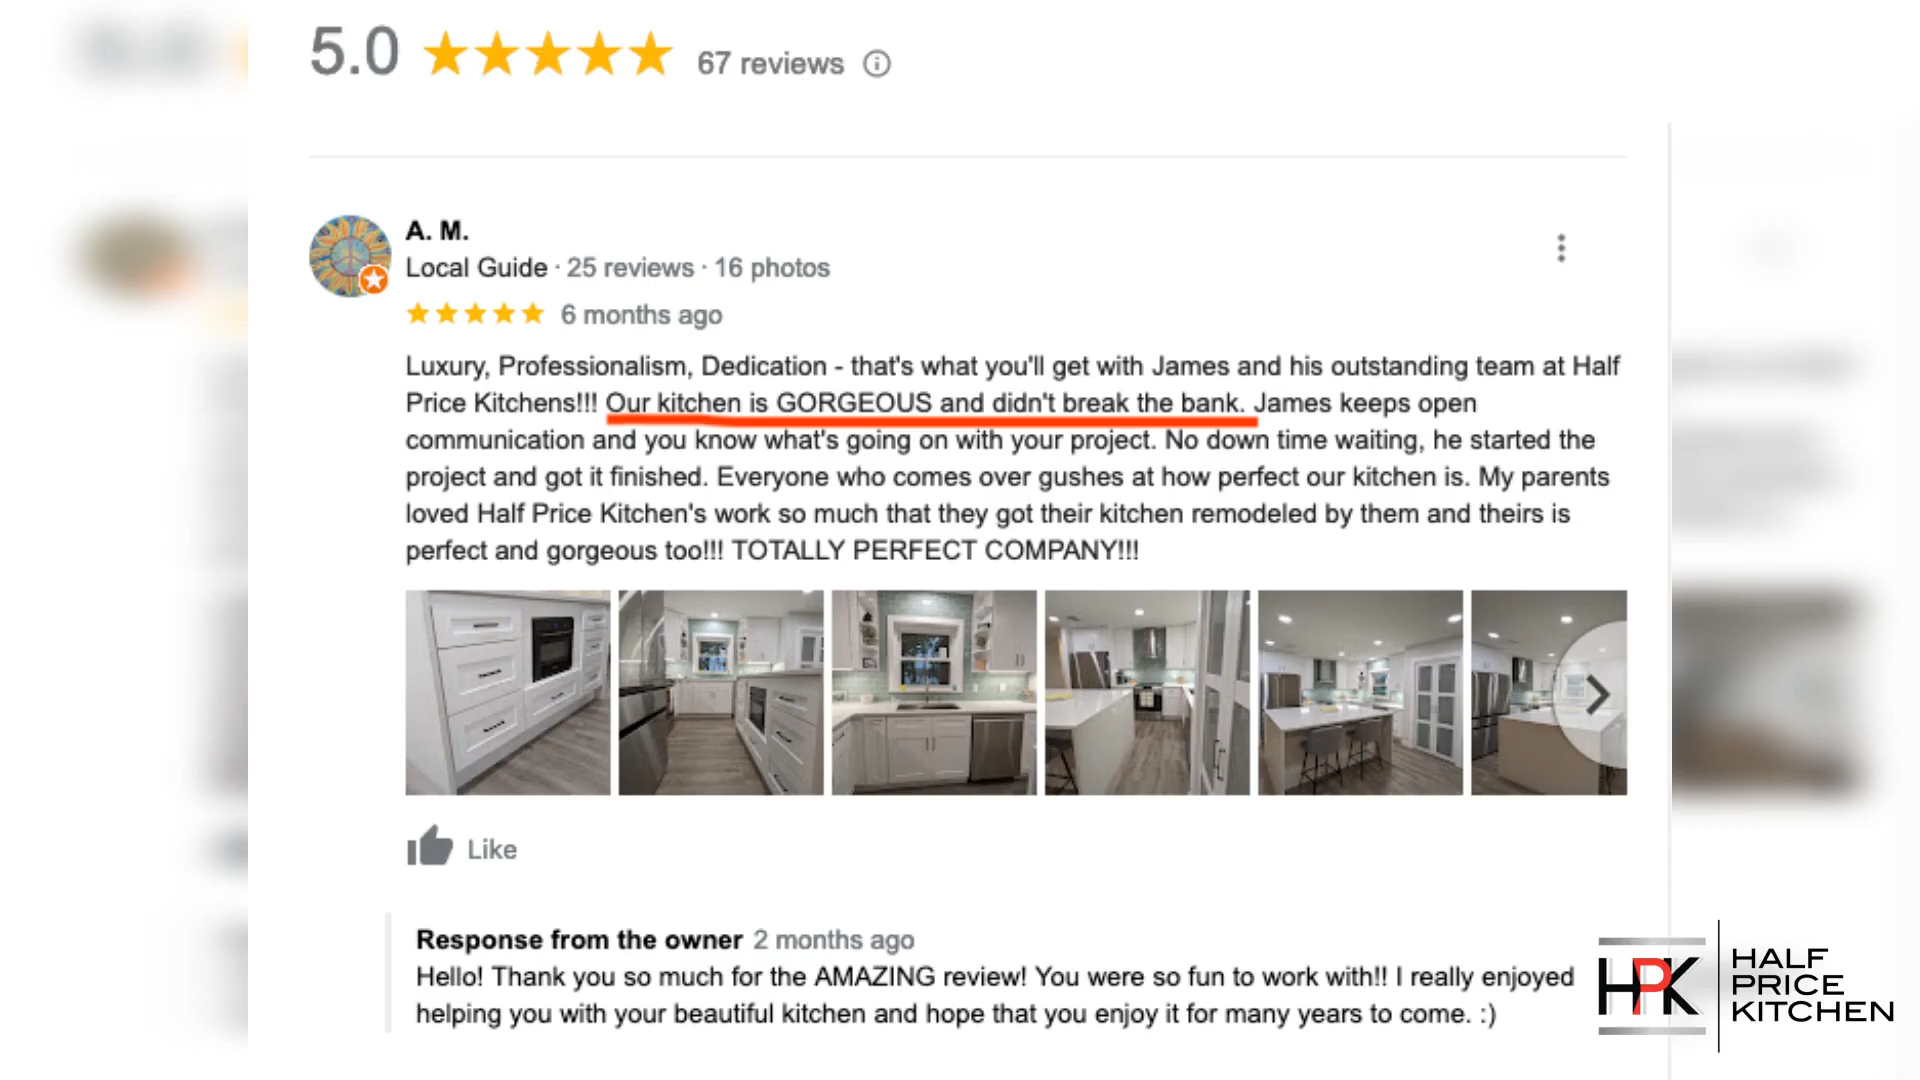 5.0 67 reviews
A. M.
Local Guide · 25 reviews · 16 photos
6 months ago
Luxury, Professionalism, Dedication - that's what you'll get with James and his outstanding team at Half
Price Kitchens!!! Our kitchen is GORGEOUS and didn't break the bank. James keeps open
communication and you know what's going on with your project. No down time waiting, he started the
project and got it finished. Everyone who comes over gushes at how perfect our kitchen is. My parents
loved Half Price Kitchen's work so much that they got their kitchen remodeled by them and theirs is
perfect and gorgeous too!!! TOTALLY PERFECT COMPANY!!!
Like
Response from the owner 2 months ago
Hello! Thank you so much for the AMAZING review! You were so fun to work with!! I really enjoyed
helping you with your beautiful kitchen and hope that you enjoy it for many years to come. :)
HPK
HALF
PRICE
KITCHEN